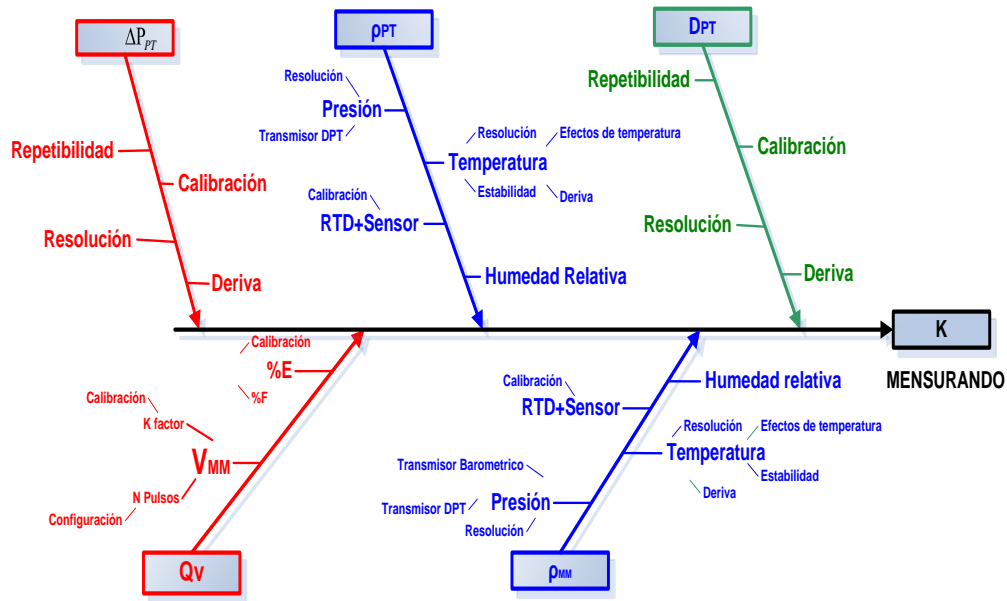 ΔP_PT
ρPT
DPT
Resolución
Presión
Transmisor DPT
Resolución
Efectos de temperatura
Temperatura
Estabilidad
Deriva
Calibración
RTD+Sensor
Humedad Relativa
Repetibilidad
Calibración
Resolución
Deriva
Repetibilidad
Calibración
Resolución
Deriva
K
MENSURANDO
Calibración
%E
%F
Calibración
K factor
VMM
N Pulsos
Configuración
Qv
Calibración
RTD+Sensor
Humedad relativa
Resolución
Efectos de temperatura
Temperatura
Estabilidad
Deriva
Transmisor Barometrico
Transmisor DPT
Presión
Resolución
ρMM